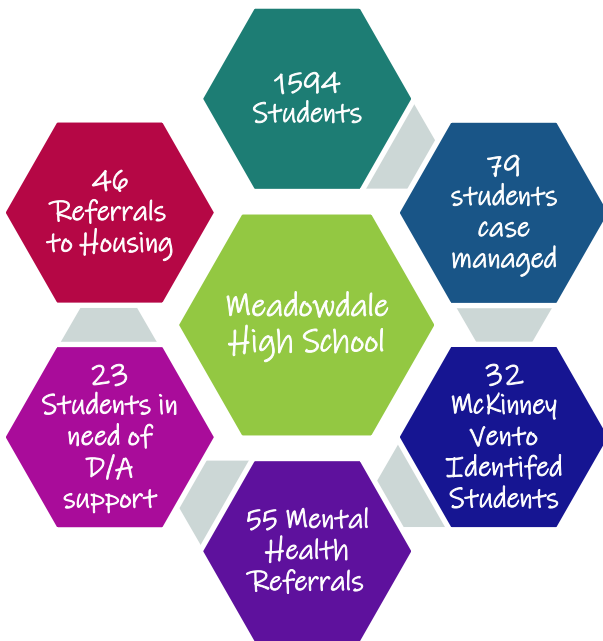 1594
Students
79
students
case
managed
32
McKinney
Vento
Identifed
Students
55 Mental
Health
Referrals
23
Students in
need of
D/A
support
46
Referrals
to Housing
Meadowdale
High School